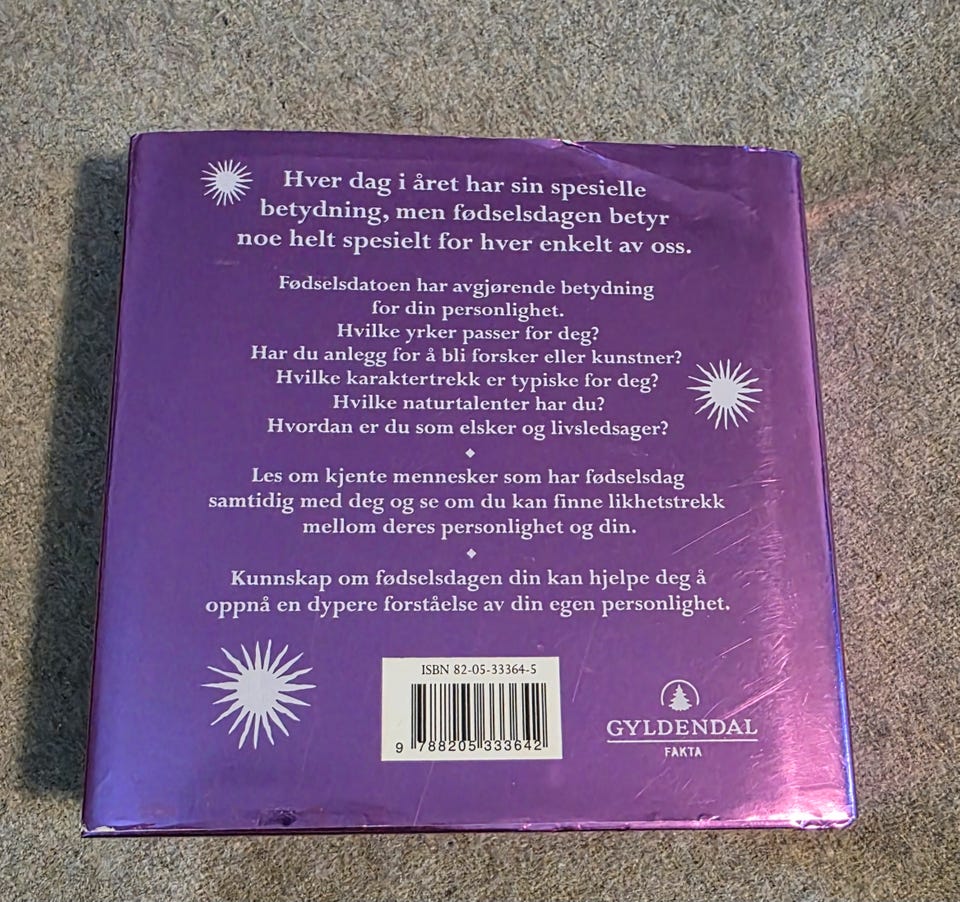 Hver dag i året har sin spesielle
betydning, men fødselsdagen betyr
noe helt spesielt for hver enkelt av oss.
Fødselsdatoen har avgjørende betydning
for din personlighet.
Hvilke yrker passer for deg?
Har du anlegg for å bli forsker eller kunstner?
Hvilke karaktertrekk er typiske for deg?
Hvilke naturtalenter har du?
Hvordan er du som elsker og livsledsager?
Les om kjente mennesker som har fødselsdag
samtidig med deg og se om du kan finne likhetstrekk
mellom deres personlighet og din.
Kunnskap om fødselsdagen din kan hjelpe deg å
oppnå en dypere forståelse av din egen personlighet.
ISBN 82-05-33364-5
9 788205 333642
GYLDENDAL
FAKTA